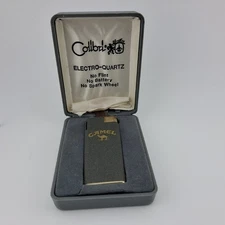 Colibri
ELECTRO-QUARTZ
No Flint
No Battery
No Spark Wheel
CAMEL